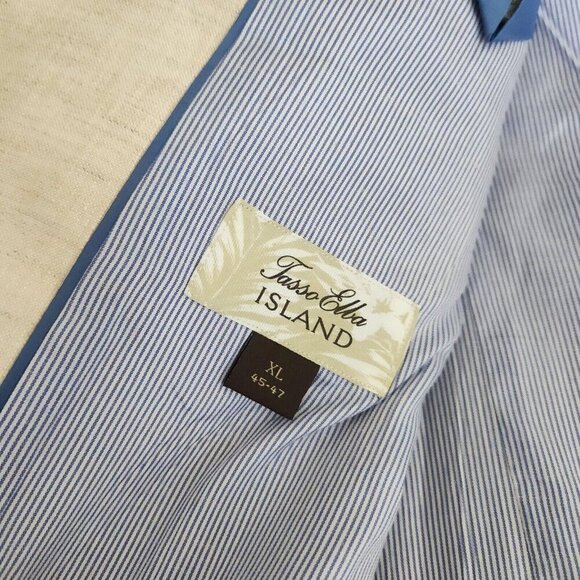 Tasso Elba
ISLAND
XL
45-47